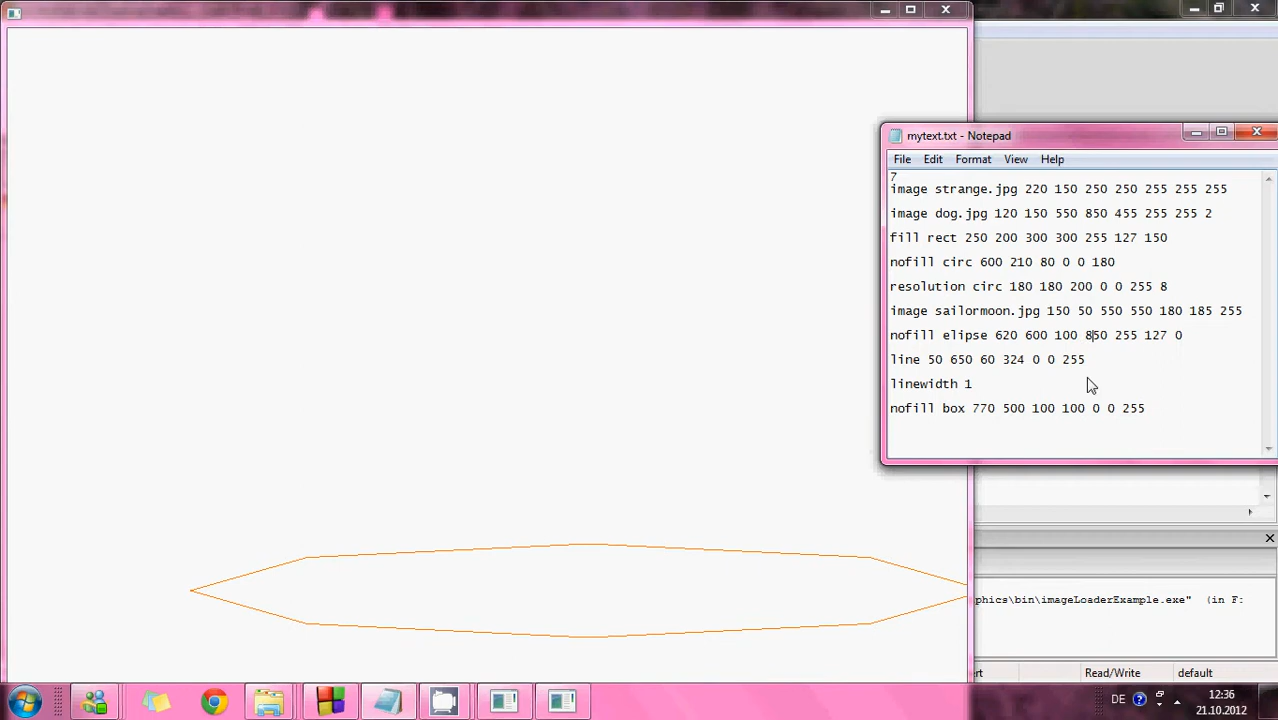 mytext.txt - Notepad
File Edit Format View Help
7
image strange.jpg 220 150 250 250 255 255 255
image dog.jpg 120 150 550 850 455 255 255 2
fill rect 250 200 300 300 255 127 150
nofill circ 600 210 80 0 0 180
resolution circ 180 180 200 0 0 255 8
image sailormoon.jpg 150 50 550 550 180 185 255
nofill elipse 620 600 100 850 255 127 0
line 50 650 60 324 0 0 255
linewidth 1
nofill box 770 500 100 100 0 0 255
phics\bin\imageLoaderExample.exe" (in F:
rt Read/Write default
DE 12:36
21.10.2012